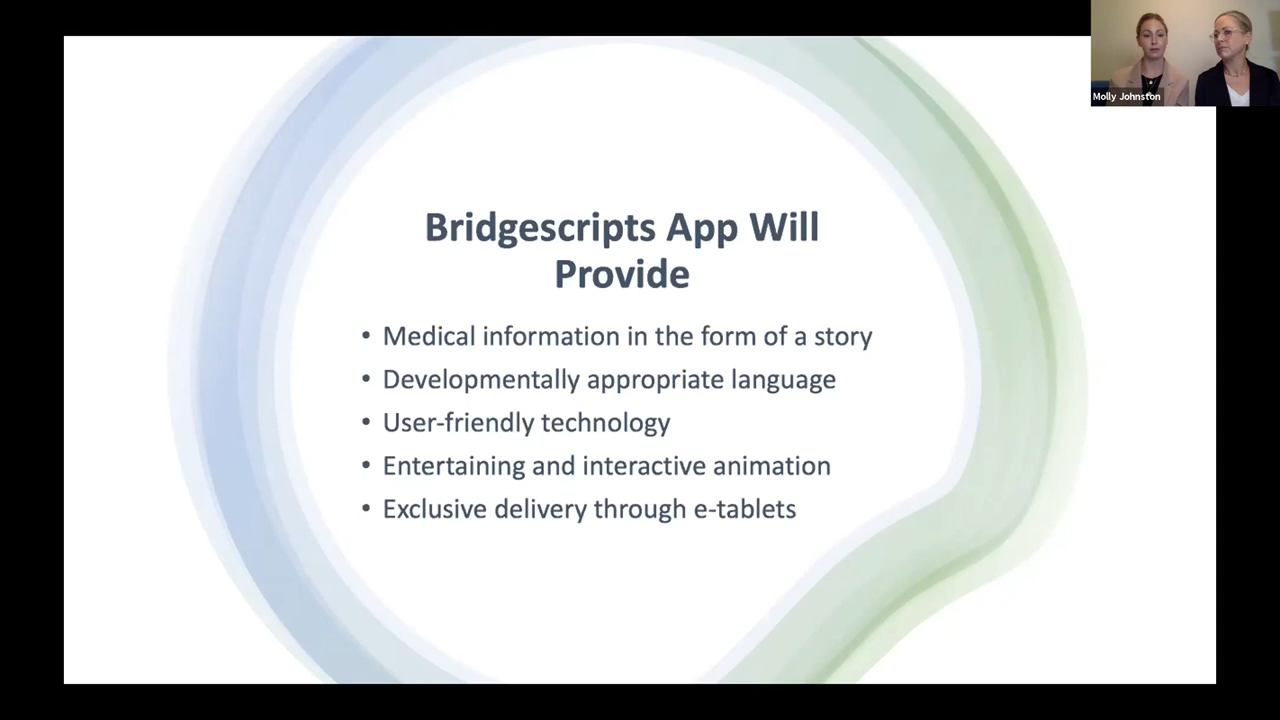 Molly Johnston
Bridgescripts App Will
Provide
• Medical information in the form of a story
• Developmentally appropriate language
• User-friendly technology
• Entertaining and interactive animation
• Exclusive delivery through e-tablets